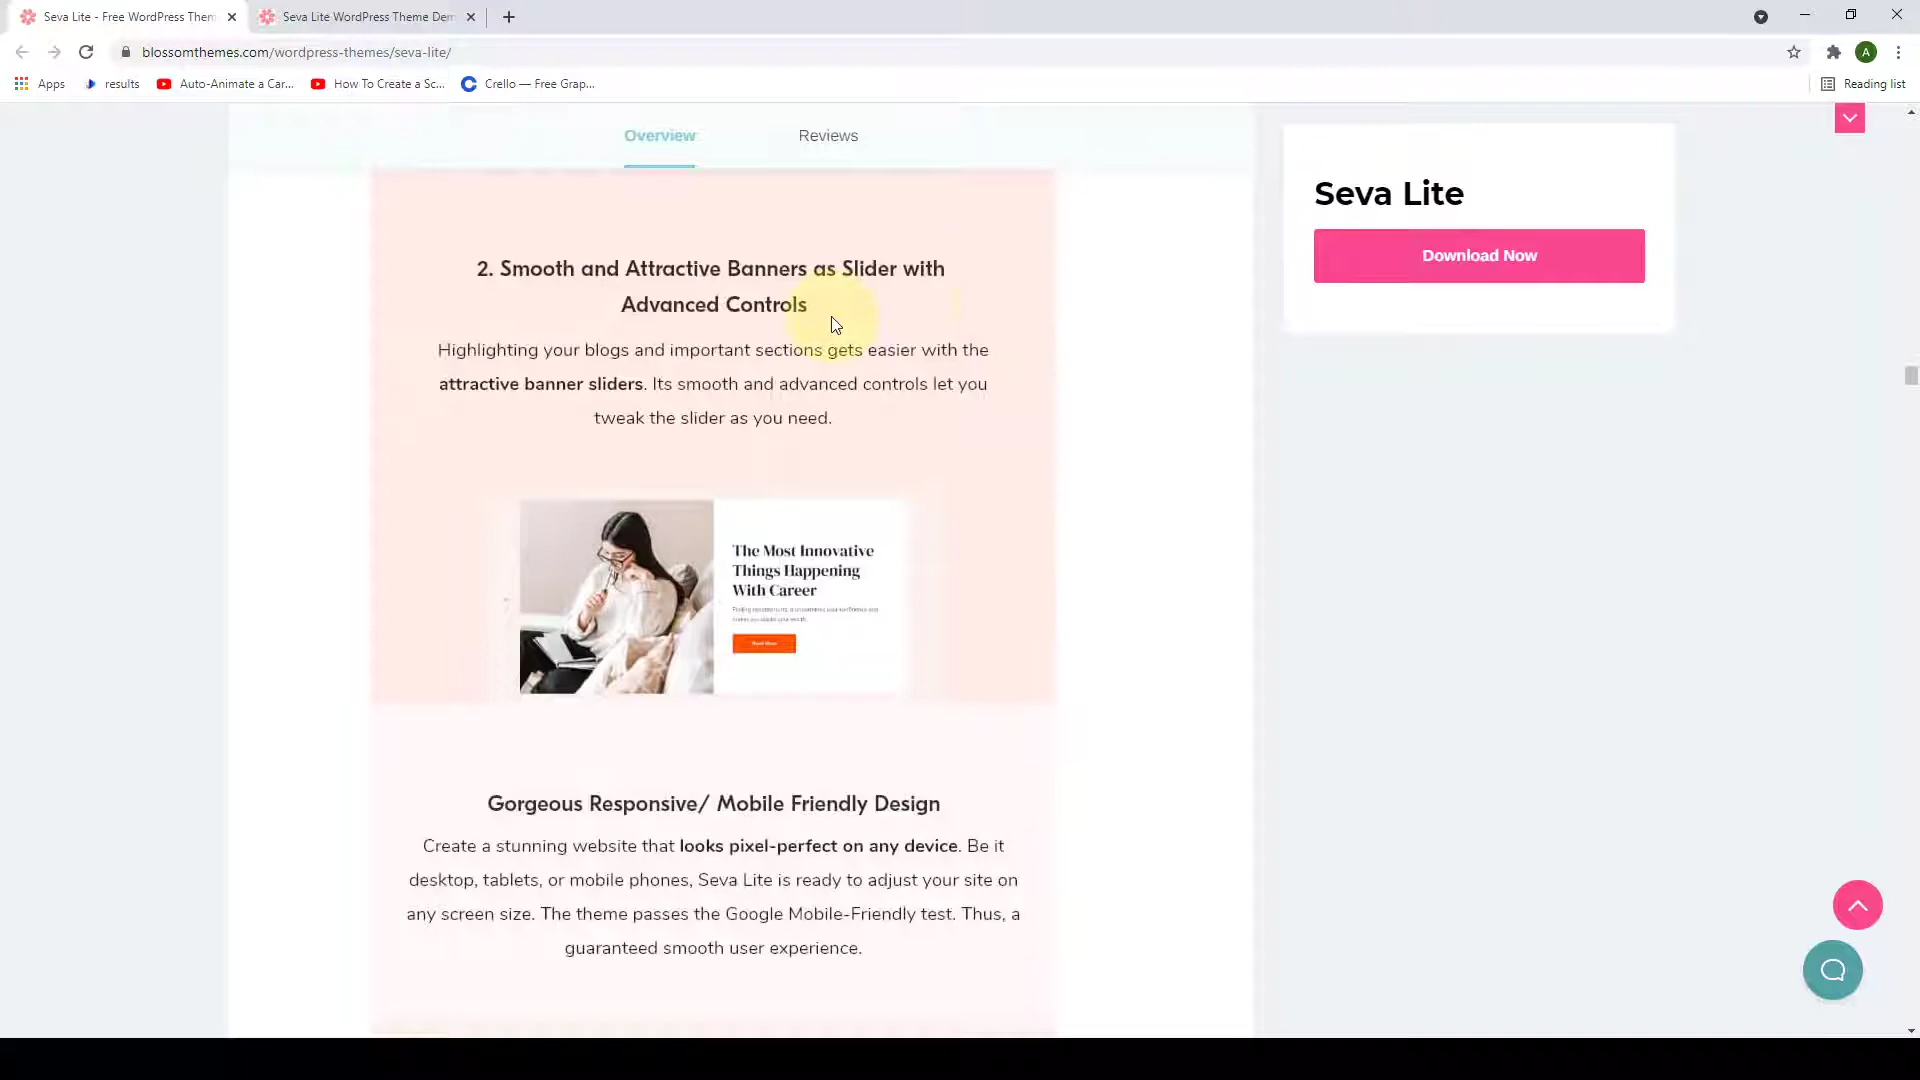 Seva Lite - Free WordPress Them
Seva Lite WordPress Theme Dem
blossomthemes.com/wordpress-themes/seva-lite/
A
Apps
results
Auto-Animate a Car...
How To Create a Sc...
Crello — Free Grap...
Reading list
Overview
Reviews
Seva Lite
Download Now
2. Smooth and Attractive Banners as Slider with
Advanced Controls
Highlighting your blogs and important sections gets easier with the
attractive banner sliders. Its smooth and advanced controls let you
tweak the slider as you need.
The Most Innovative
Things Happening
With Career
Read More
Gorgeous Responsive/ Mobile Friendly Design
Create a stunning website that looks pixel-perfect on any device. Be it
desktop, tablets, or mobile phones, Seva Lite is ready to adjust your site on
any screen size. The theme passes the Google Mobile-Friendly test. Thus, a
guaranteed smooth user experience.